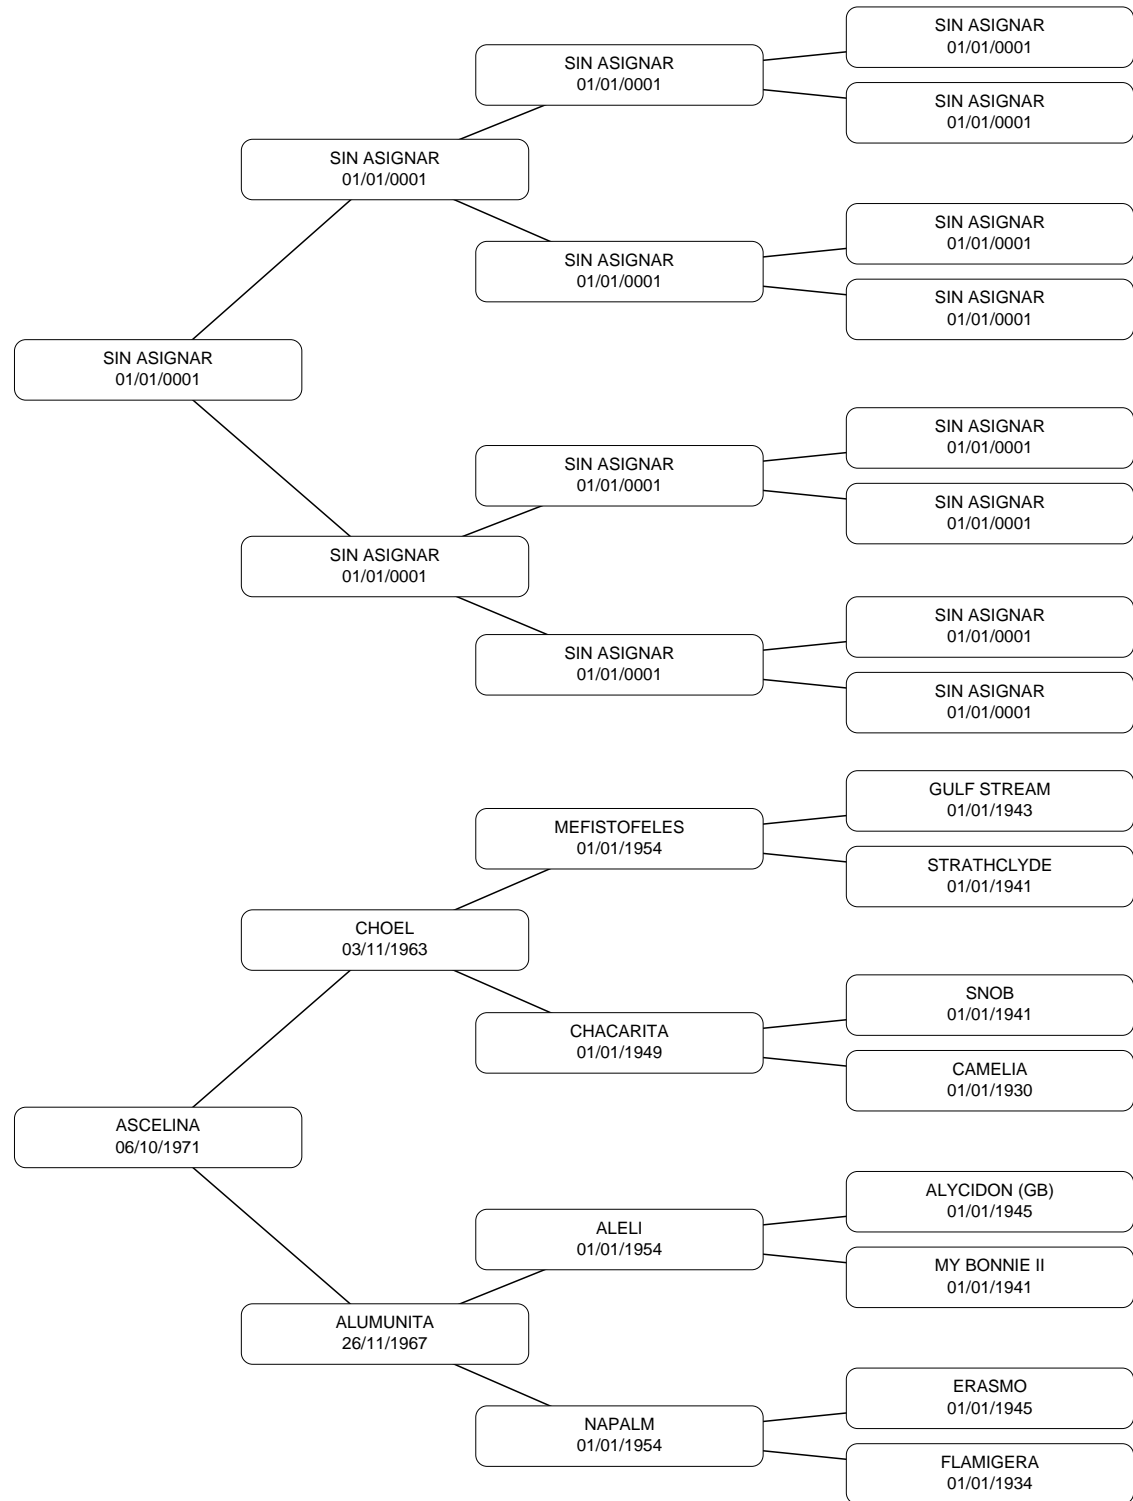 SIN ASIGNAR
01/01/0001
SIN ASIGNAR
01/01/0001
SIN ASIGNAR
01/01/0001
SIN ASIGNAR
01/01/0001
SIN ASIGNAR
01/01/0001
SIN ASIGNAR
01/01/0001
SIN ASIGNAR
01/01/0001
SIN ASIGNAR
01/01/0001
SIN ASIGNAR
01/01/0001
SIN ASIGNAR
01/01/0001
SIN ASIGNAR
01/01/0001
SIN ASIGNAR
01/01/0001
SIN ASIGNAR
01/01/0001
SIN ASIGNAR
01/01/0001
SIN ASIGNAR
01/01/0001
GULF STREAM
01/01/1943
MEFISTOFELES
01/01/1954
STRATHCLYDE
01/01/1941
CHOEL
03/11/1963
SNOB
01/01/1941
CHACARITA
01/01/1949
CAMELIA
01/01/1930
ASCELINA
06/10/1971
ALYCIDON (GB)
01/01/1945
ALELI
01/01/1954
MY BONNIE II
01/01/1941
ALUMUNITA
26/11/1967
ERASMO
01/01/1945
NAPALM
01/01/1954
FLAMIGERA
01/01/1934